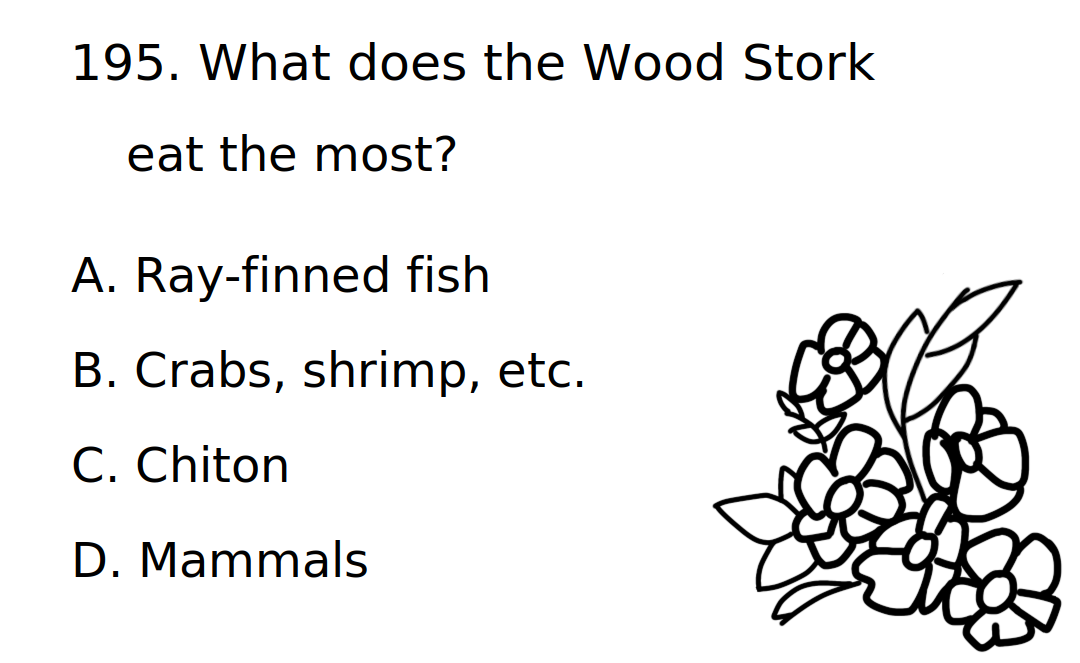 195. What does the Wood Stork
eat the most?
A. Ray-finned fish
B. Crabs, shrimp, etc.
C. Chiton
D. Mammals